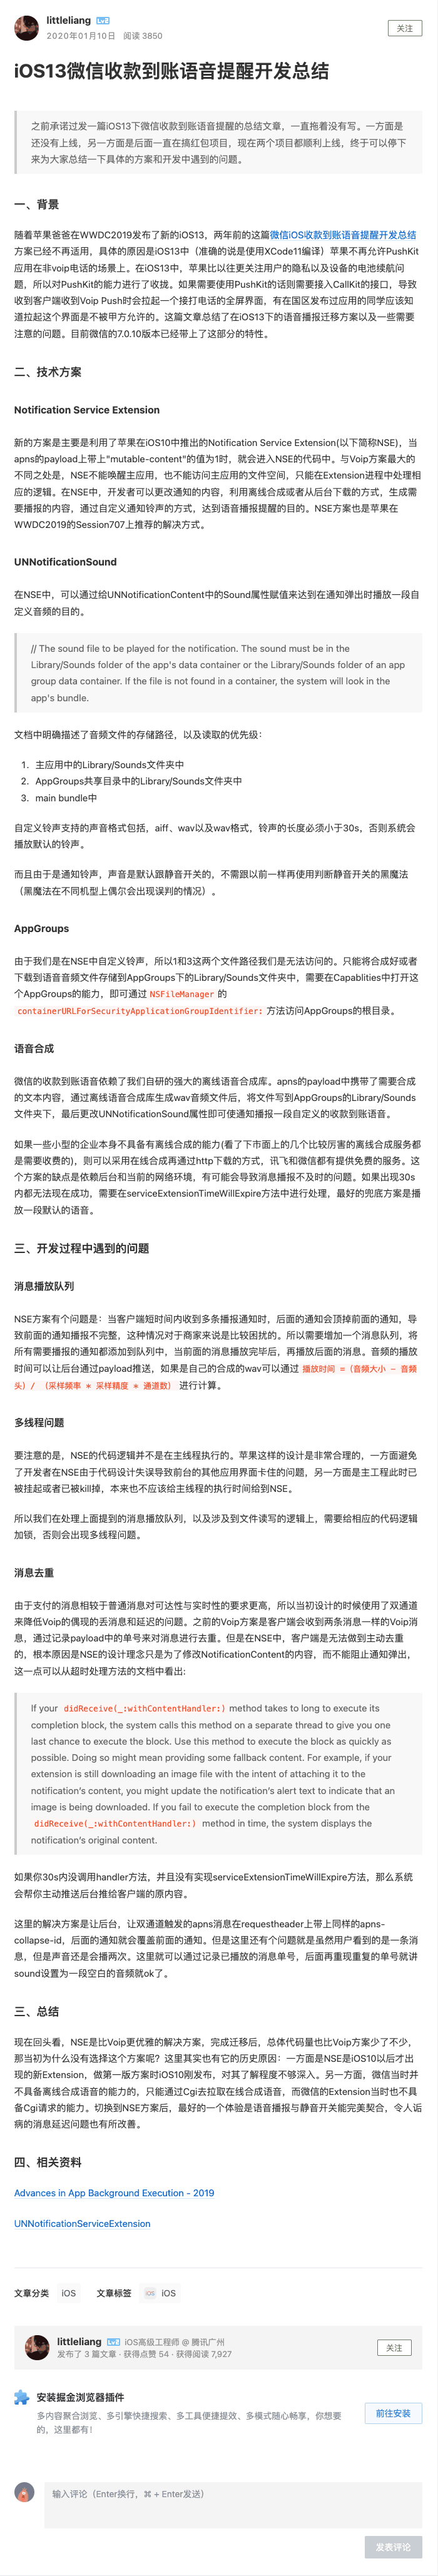 littleliang
2020年01月10日 阅读 3850
关注
iOS13微信收款到账语音提醒开发总结
之前承诺过发一篇iOS13下微信收款到账语音提醒的总结文章，一直拖着没有写。一方面是
还没有上线，另一方面是后面一直在搞红包项目，现在两个项目都顺利上线，终于可以停下
来为大家总结一下具体的方案和开发中遇到的问题。
一、背景
随着苹果爸爸在WWDC2019发布了新的iOS13，两年前的这篇微信iOS收款到账语音提醒开发总结
方案已经不再适用，具体的原因是iOS13中（准确的说是使用XCode11编译）苹果不再允许PushKit
应用在非voip电话的场景上。在iOS13中，苹果比以往更关注用户的隐私以及设备的电池续航问
题，所以对PushKit的能力进行了收拢。如果需要使用PushKit的话则需要接入CallKit的接口，导致
收到客户端收到Voip Push时会拉起一个接打电话的全屏界面，有在国区发布过应用的同学应该知
道拉起这个界面是不被甲方允许的。这篇文章总结了在iOS13下的语音播报迁移方案以及一些需要
注意的问题。目前微信的7.0.10版本已经带上了这部分的特性。
二、技术方案
Notification Service Extension
新的方案是主要是利用了苹果在iOS10中推出的Notification Service Extension(以下简称NSE)，当
apns的payload上带上"mutable-content"的值为1时，就会进入NSE的代码中。与Voip方案最大的
不同之处是，NSE不能唤醒主应用，也不能访问主应用的文件空间，只能在Extension进程中处理相
应的逻辑。在NSE中，开发者可以更改通知的内容，利用离线合成或者从后台下载的方式，生成需
要播报的内容，通过自定义通知铃声的方式，达到语音播报提醒的目的。NSE方案也是苹果在
WWDC2019的Session707上推荐的解决方式。
UNNotificationSound
在NSE中，可以通过给UNNotificationContent中的Sound属性赋值来达到在通知弹出时播放一段自
定义音频的目的。
// The sound file to be played for the notification. The sound must be in the
Library/Sounds folder of the app's data container or the Library/Sounds folder of an app
group data container. If the file is not found in a container, the system will look in the
app's bundle.
文档中明确描述了音频文件的存储路径，以及读取的优先级：
1. 主应用中的Library/Sounds文件夹中
2. AppGroups共享目录中的Library/Sounds文件夹中
3. main bundle中
自定义铃声支持的声音格式包括，aiff、wav以及wav格式，铃声的长度必须小于30s，否则系统会
播放默认的铃声。
而且由于是通知铃声，声音是默认跟静音开关的，不需跟以前一样再使用判断静音开关的黑魔法
（黑魔法在不同机型上偶尔会出现误判的情况）。
AppGroups
由于我们是在NSE中自定义铃声，所以1和3这两个文件路径我们是无法访问的。只能将合成好或者
下载到语音音频文件存储到AppGroups下的Library/Sounds文件夹中，需要在Capablities中打开这
个AppGroups的能力，即可通过 NSFileManager 的
containerURLForSecurityApplicationGroupIdentifier: 方法访问AppGroups的根目录。
语音合成
微信的收款到账语音依赖了我们自研的强大的离线语音合成库。apns的payload中携带了需要合成
的文本内容，通过离线语音合成库生成wav音频文件后，将文件写到AppGroups的Library/Sounds
文件夹下，最后更改UNNotificationSound属性即可使通知播报一段自定义的收款到账语音。
如果一些小型的企业本身不具备有离线合成的能力(看了下市面上的几个比较厉害的离线合成服务都
是需要收费的)，则可以采用在线合成再通过http下载的方式，讯飞和微信都有提供免费的服务。这
个方案的缺点是依赖后台和当前的网络环境，有可能会导致消息播报不及时的问题。如果出现30s
内都无法现在成功，需要在serviceExtensionTimeWillExpire方法中进行处理，最好的兜底方案是播
放一段默认的语音。
三、开发过程中遇到的问题
消息播放队列
NSE方案有个问题是：当客户端短时间内收到多条播报通知时，后面的通知会顶掉前面的通知，导
致前面的通知播报不完整，这种情况对于商家来说是比较困扰的。所以需要增加一个消息队列，将
所有需要播报的通知都添加到队列中，当前面的消息播放完毕后，再播放后面的消息。音频的播放
时间可以让后台通过payload推送，如果是自己的合成的wav可以通过 播放时间 =（音频大小 - 音频
头）/ （采样频率 * 采样精度 * 通道数） 进行计算。
多线程问题
要注意的是，NSE的代码逻辑并不是在主线程执行的。苹果这样的设计是非常合理的，一方面避免
了开发者在NSE由于代码设计失误导致前台的其他应用界面卡住的问题，另一方面是主工程此时已
被挂起或者已被kill掉，本来也不应该给主线程的执行时间给到NSE。
所以我们在处理上面提到的消息播放队列，以及涉及到文件读写的逻辑上，需要给相应的代码逻辑
加锁，否则会出现多线程问题。
消息去重
由于支付的消息相较于普通消息对可达性与实时性的要求更高，所以当初设计的时候使用了双通道
来降低Voip的偶现的丢消息和延迟的问题。之前的Voip方案是客户端会收到两条消息一样的Voip消
息，通过记录payload中的单号来对消息进行去重。但是在NSE中，客户端是无法做到主动去重
的，根本原因是NSE的设计理念只是为了修改NotificationContent的内容，而不能阻止通知弹出，
这一点可以从超时处理方法的文档中看出:
If your didReceive(_:withContentHandler:) method takes to long to execute its
completion block, the system calls this method on a separate thread to give you one
last chance to execute the block. Use this method to execute the block as quickly as
possible. Doing so might mean providing some fallback content. For example, if your
extension is still downloading an image file with the intent of attaching it to the
notification's content, you might update the notification's alert text to indicate that an
image is being downloaded. If you fail to execute the completion block from the
didReceive(_:withContentHandler:) method in time, the system displays the
notification's original content.
如果你30s内没调用handler方法，并且没有实现serviceExtensionTimeWillExpire方法，那么系统
会帮你主动推送后台推给客户端的原内容。
这里的解决方案是让后台，让双通道触发的apns消息在requestheader上带上同样的apns-
collapse-id，后面的通知就会覆盖前面的通知。但是这里还有个问题就是虽然用户看到的是一条消
息，但是声音还是会播两次。这里就可以通过记录已播放的消息单号，后面再重现重复的单号就讲
sound设置为一段空白的音频就ok了。
三、总结
现在回头看，NSE是比Voip更优雅的解决方案，完成迁移后，总体代码量也比Voip方案少了不少，
那当初为什么没有选择这个方案呢？这里其实也有它的历史原因：一方面是NSE是iOS10以后才出
现的新Extension，做第一版方案时iOS10刚发布，对其了解程度不够深入。另一方面，微信当时并
不具备离线合成语音的能力，只能通过Cgi去拉取在线合成语音，而微信的Extension当时也不具
备Cgi请求的能力。切换到NSE方案后，最好的一个体验是语音播报与静音开关能完美契合，令人诟
病的消息延迟问题也有所改善。
四、相关资料
Advances in App Background Execution - 2019
UNNotificationServiceExtension
文章分类 iOS 文章标签 iOS iOS
littleliang iOS高级工程师 @ 腾讯广州
发布了 3 篇文章 · 获得点赞 54 · 获得阅读 7,927
关注
安装掘金浏览器插件
多内容聚合浏览、多引擎快捷搜索、多工具便捷提效、多模式随心畅享，你想要
的，这里都有！
前往安装
输入评论（Enter换行，⌘ + Enter发送）
发表评论